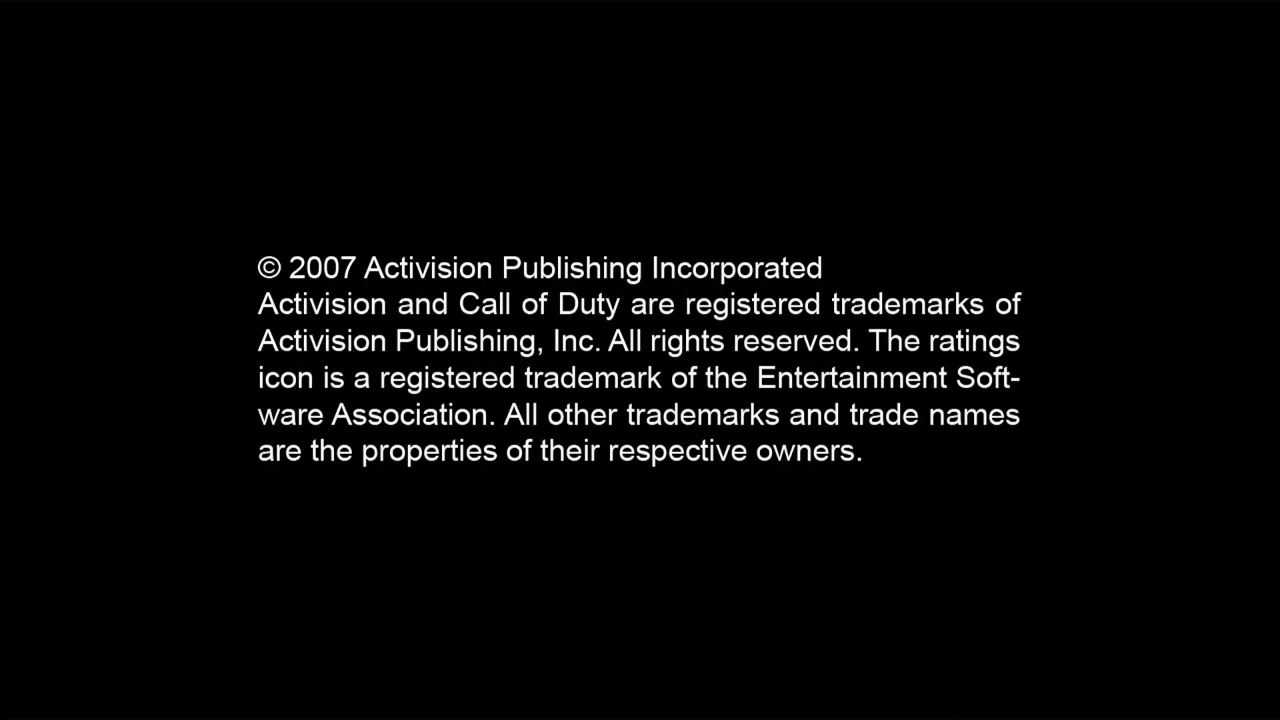 © 2007 Activision Publishing Incorporated
Activision and Call of Duty are registered trademarks of
Activision Publishing, Inc. All rights reserved. The ratings
icon is a registered trademark of the Entertainment Soft-
ware Association. All other trademarks and trade names
are the properties of their respective owners.